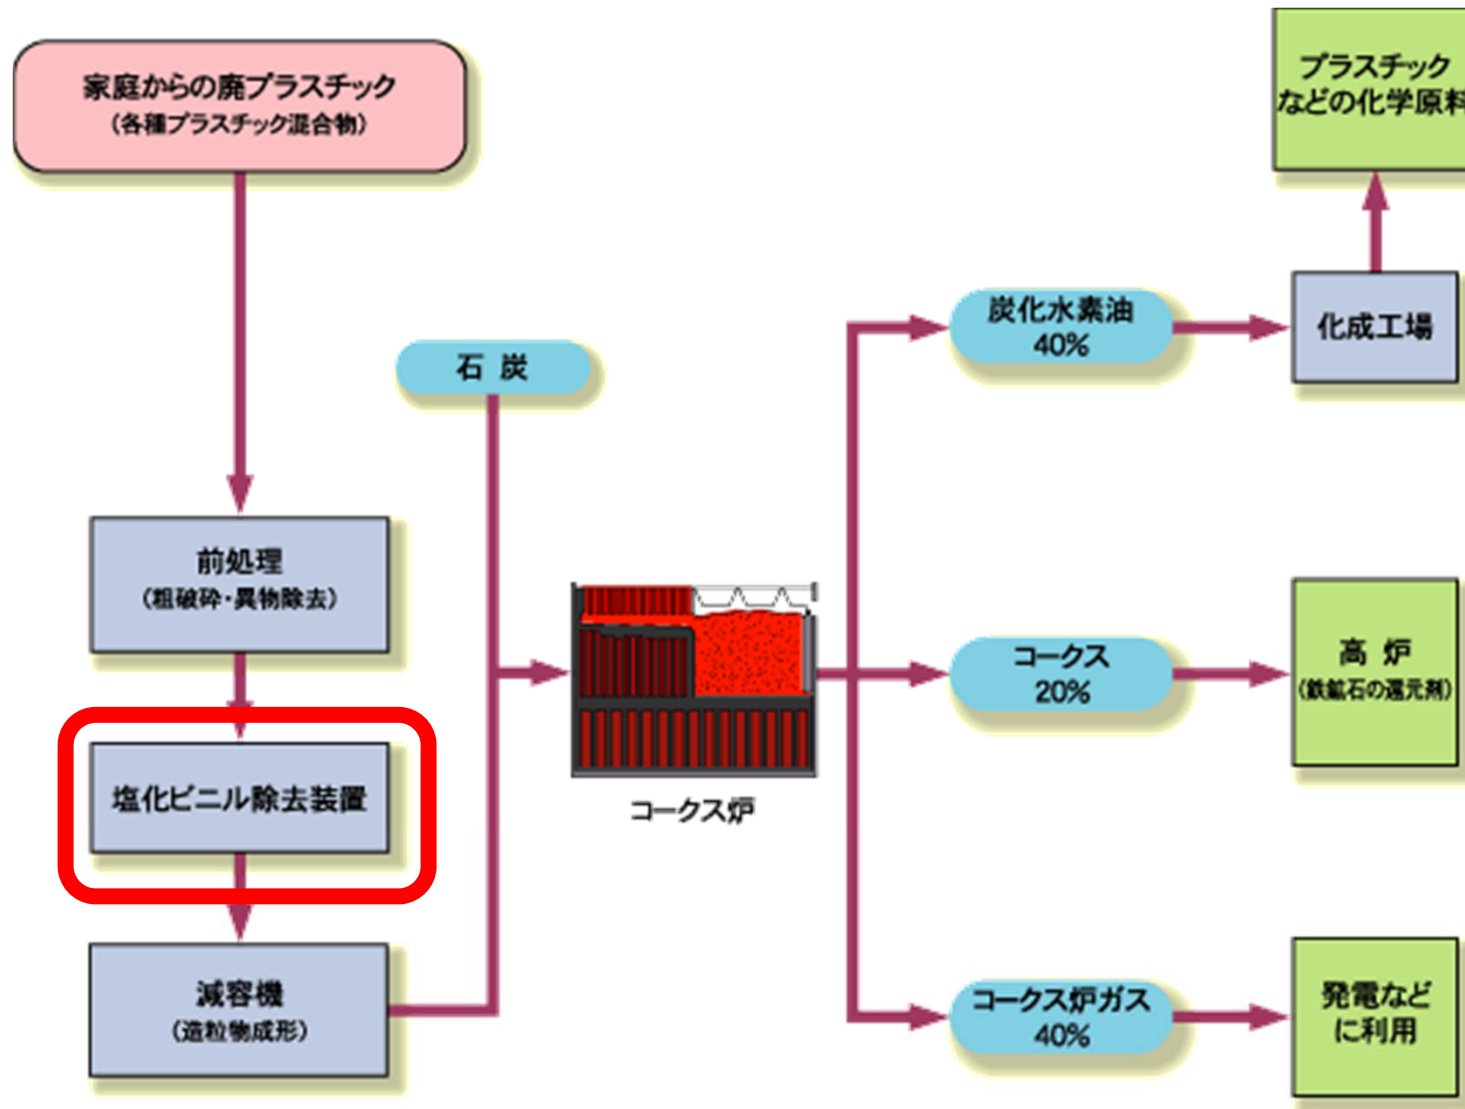 家庭からの廃プラスチック
(各種プラスチック混合物)
前処理
(粗破砕・異物除去)
塩化ビニル除去装置
減容機
(造粒物成形)
石 炭
コークス炉
炭化水素油
40%
コークス
20%
コークス炉ガス
40%
プラスチック
などの化学原料
化成工場
高 炉
(鉄鉱石の還元剤)
発電など
に利用